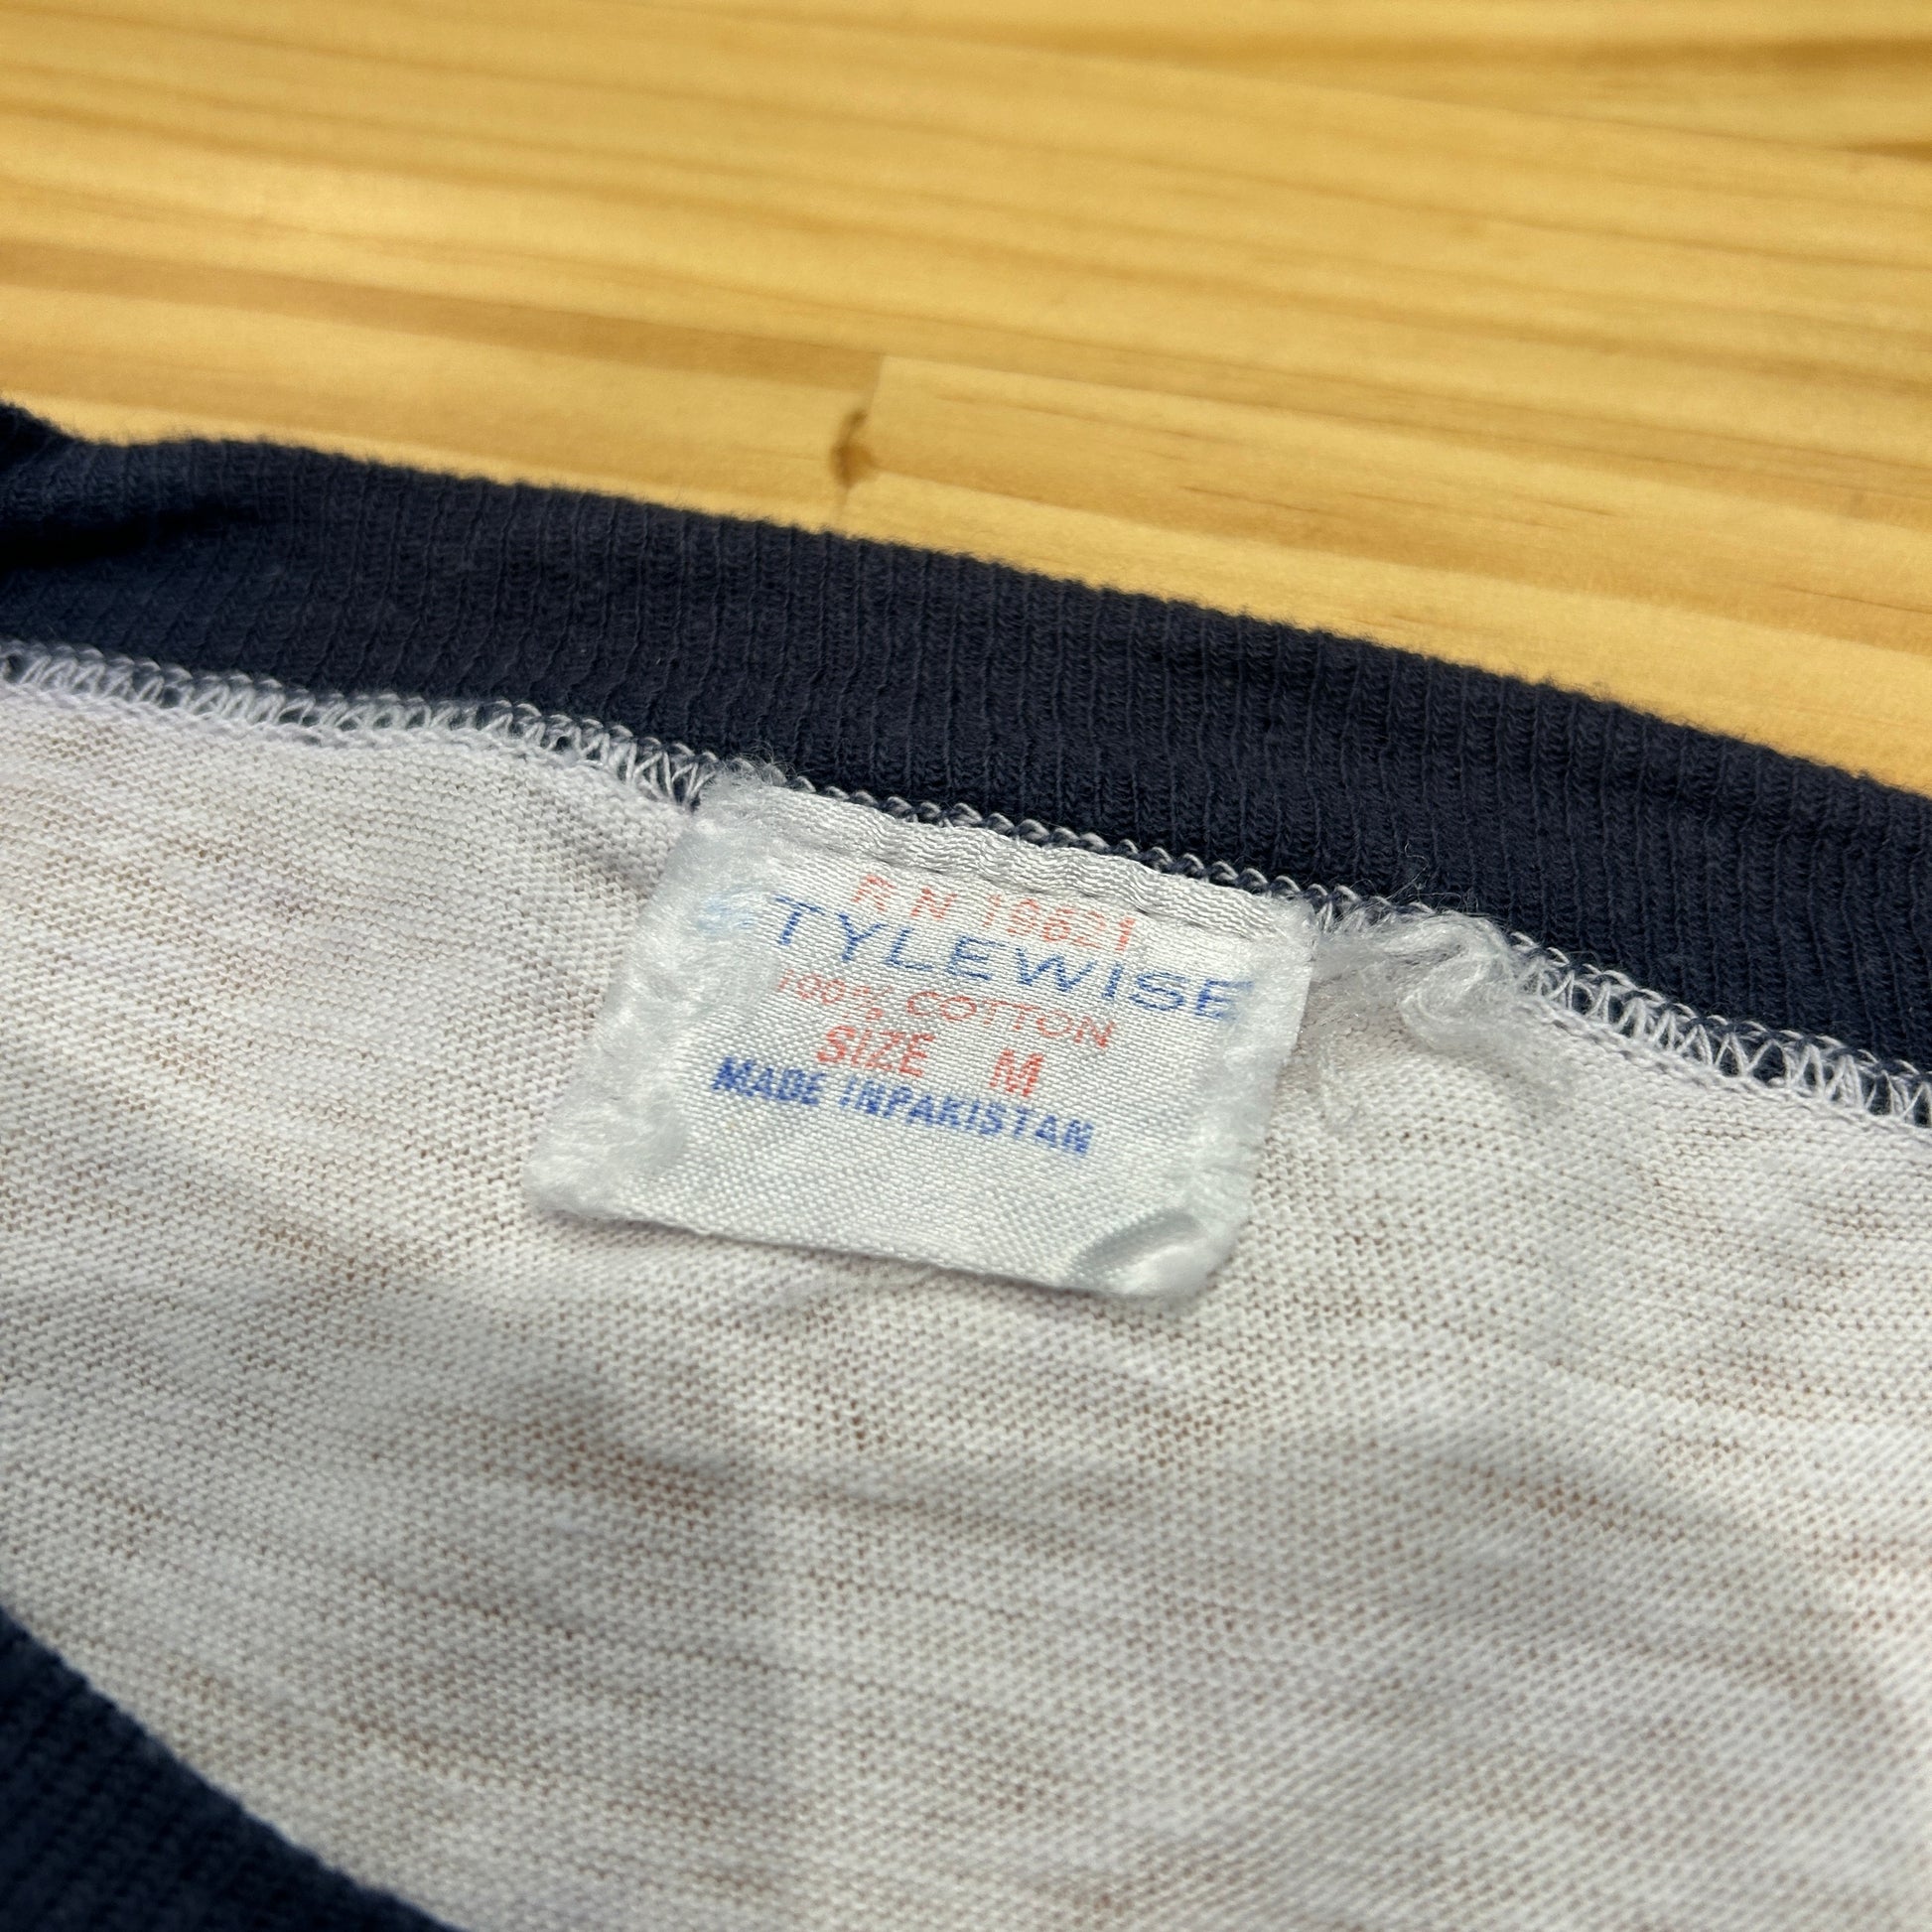 RN 19621
STYLEWISE
100% COTTON
SIZE M
MADE INPAKISTAN